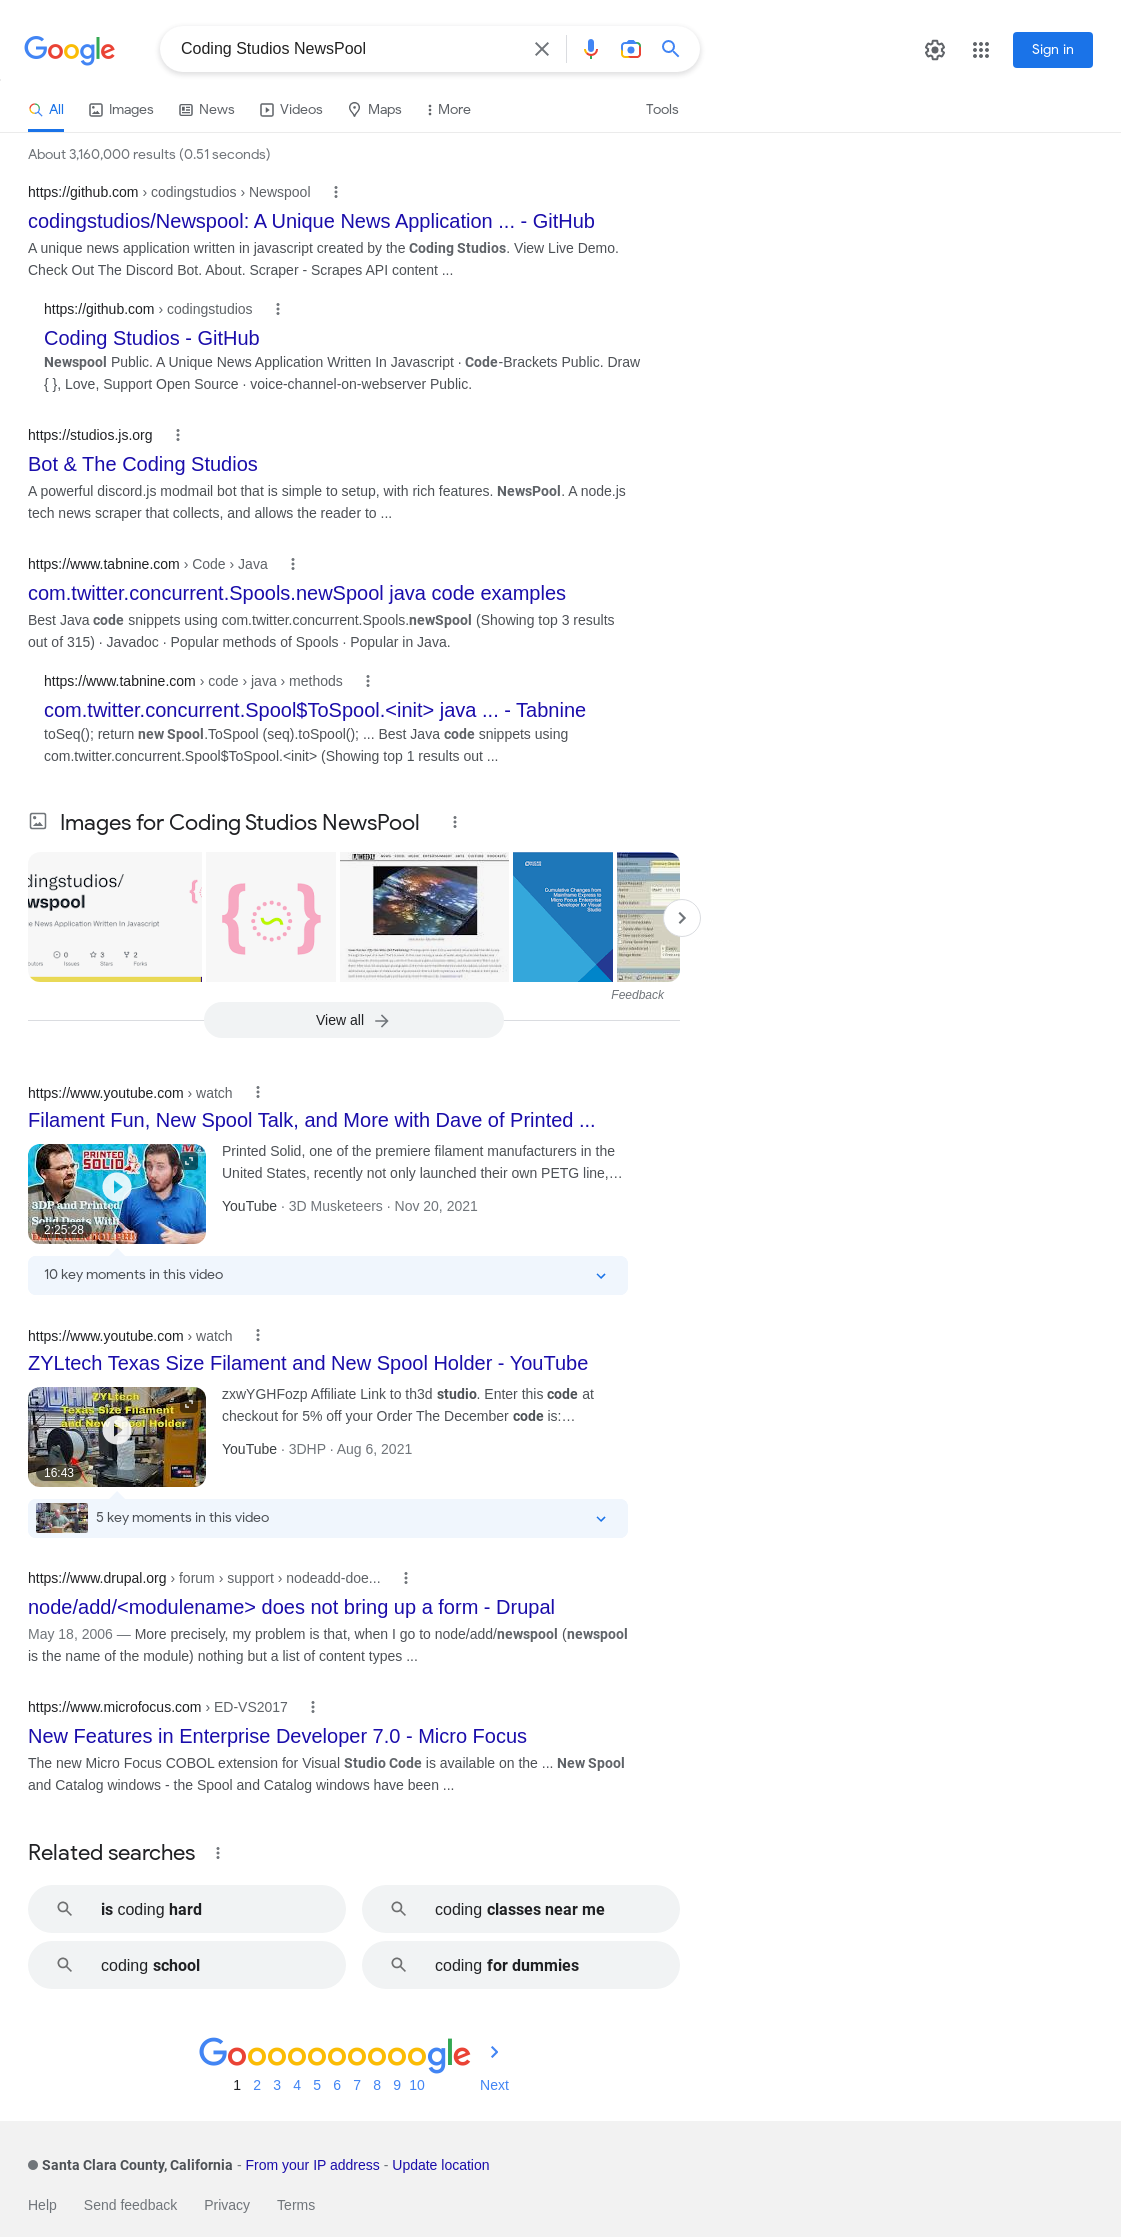 Google
Coding Studios NewsPool
Sign in
All
Images
News
Videos
Maps
More
Tools
About 3,160,000 results (0.51 seconds)
https://github.com › codingstudios › Newspool
codingstudios/Newspool: A Unique News Application ... - GitHub
A unique news application written in javascript created by the Coding Studios. View Live Demo.
Check Out The Discord Bot. About. Scraper - Scrapes API content ...
https://github.com › codingstudios
Coding Studios - GitHub
Newspool Public. A Unique News Application Written In Javascript · Code-Brackets Public. Draw
{ }, Love, Support Open Source · voice-channel-on-webserver Public.
https://studios.js.org
Bot & The Coding Studios
A powerful discord.js modmail bot that is simple to setup, with rich features. NewsPool. A node.js
tech news scraper that collects, and allows the reader to ...
https://www.tabnine.com › Code › Java
com.twitter.concurrent.Spools.newSpool java code examples
Best Java code snippets using com.twitter.concurrent.Spools.newSpool (Showing top 3 results
out of 315) · Javadoc · Popular methods of Spools · Popular in Java.
https://www.tabnine.com › code › java › methods
com.twitter.concurrent.Spool$ToSpool.<init> java ... - Tabnine
toSeq(); return new Spool.ToSpool (seq).toSpool(); ... Best Java code snippets using
com.twitter.concurrent.Spool$ToSpool.<init> (Showing top 1 results out ...
Images for Coding Studios NewsPool
dingstudios/
wspool
e News Application Written In Javascript
0
3
2
Issues
Stars
Forks
WEEKLY
Cumulative Changes from
Mainframe Express to
Micro Focus Enterprise
Developer for Visual
Studio
Feedback
View all
https://www.youtube.com › watch
Filament Fun, New Spool Talk, and More with Dave of Printed ...
PRINTED
SOLID
3DP and Printed
Solid Deets With
2:25:28
Printed Solid, one of the premiere filament manufacturers in the
United States, recently not only launched their own PETG line,...
YouTube · 3D Musketeers · Nov 20, 2021
10 key moments in this video
https://www.youtube.com › watch
ZYLtech Texas Size Filament and New Spool Holder - YouTube
ZYLtech
Texas Size Filament
and New Spool Holder
16:43
zxwYGHFozp Affiliate Link to th3d studio. Enter this code at
checkout for 5% off your Order The December code is:...
YouTube · 3DHP · Aug 6, 2021
5 key moments in this video
https://www.drupal.org › forum › support › nodeadd-doe...
node/add/<modulename> does not bring up a form - Drupal
May 18, 2006 — More precisely, my problem is that, when I go to node/add/newspool (newspool
is the name of the module) nothing but a list of content types ...
https://www.microfocus.com › ED-VS2017
New Features in Enterprise Developer 7.0 - Micro Focus
The new Micro Focus COBOL extension for Visual Studio Code is available on the ... New Spool
and Catalog windows - the Spool and Catalog windows have been ...
Related searches
is coding hard
coding classes near me
coding school
coding for dummies
Goooooooooogle
1 2 3 4 5 6 7 8 9 10 Next
Santa Clara County, California - From your IP address - Update location
Help Send feedback Privacy Terms